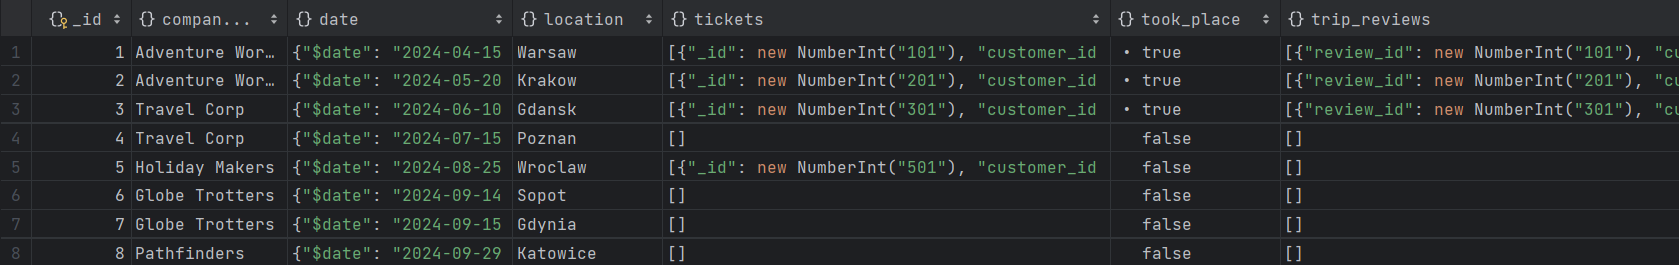 _id compan... date location tickets took_place trip_reviews
1 1 Adventure Wor… {"$date": "2024-04-15 Warsaw [{"_id": new NumberInt("101"), "customer_id • true [{"review_id": new NumberInt("101"), "cu
2 2 Adventure Wor… {"$date": "2024-05-20 Krakow [{"_id": new NumberInt("201"), "customer_id • true [{"review_id": new NumberInt("201"), "cu
3 3 Travel Corp {"$date": "2024-06-10 Gdansk [{"_id": new NumberInt("301"), "customer_id • true [{"review_id": new NumberInt("301"), "cu
4 4 Travel Corp {"$date": "2024-07-15 Poznan [] false []
5 5 Holiday Makers {"$date": "2024-08-25 Wroclaw [{"_id": new NumberInt("501"), "customer_id false []
6 6 Globe Trotters {"$date": "2024-09-14 Sopot [] false []
7 7 Globe Trotters {"$date": "2024-09-15 Gdynia [] false []
8 8 Pathfinders {"$date": "2024-09-29 Katowice [] false []